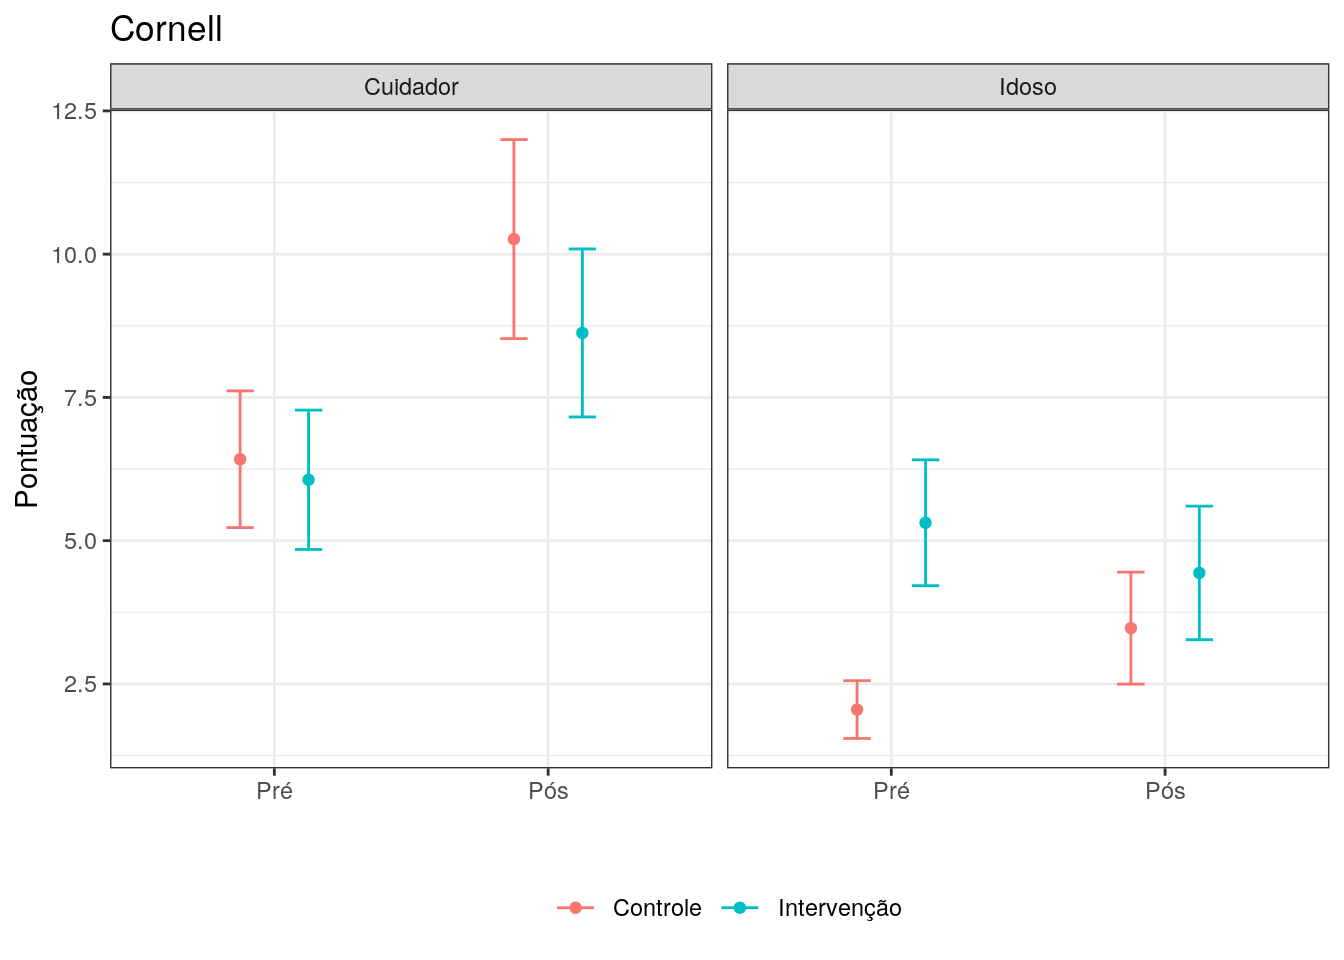 Cornell
Cuidador
Idoso
12.5
10.0
7.5
5.0
2.5
Pontuação
Pré
Pós
Pré
Pós
Controle
Intervenção